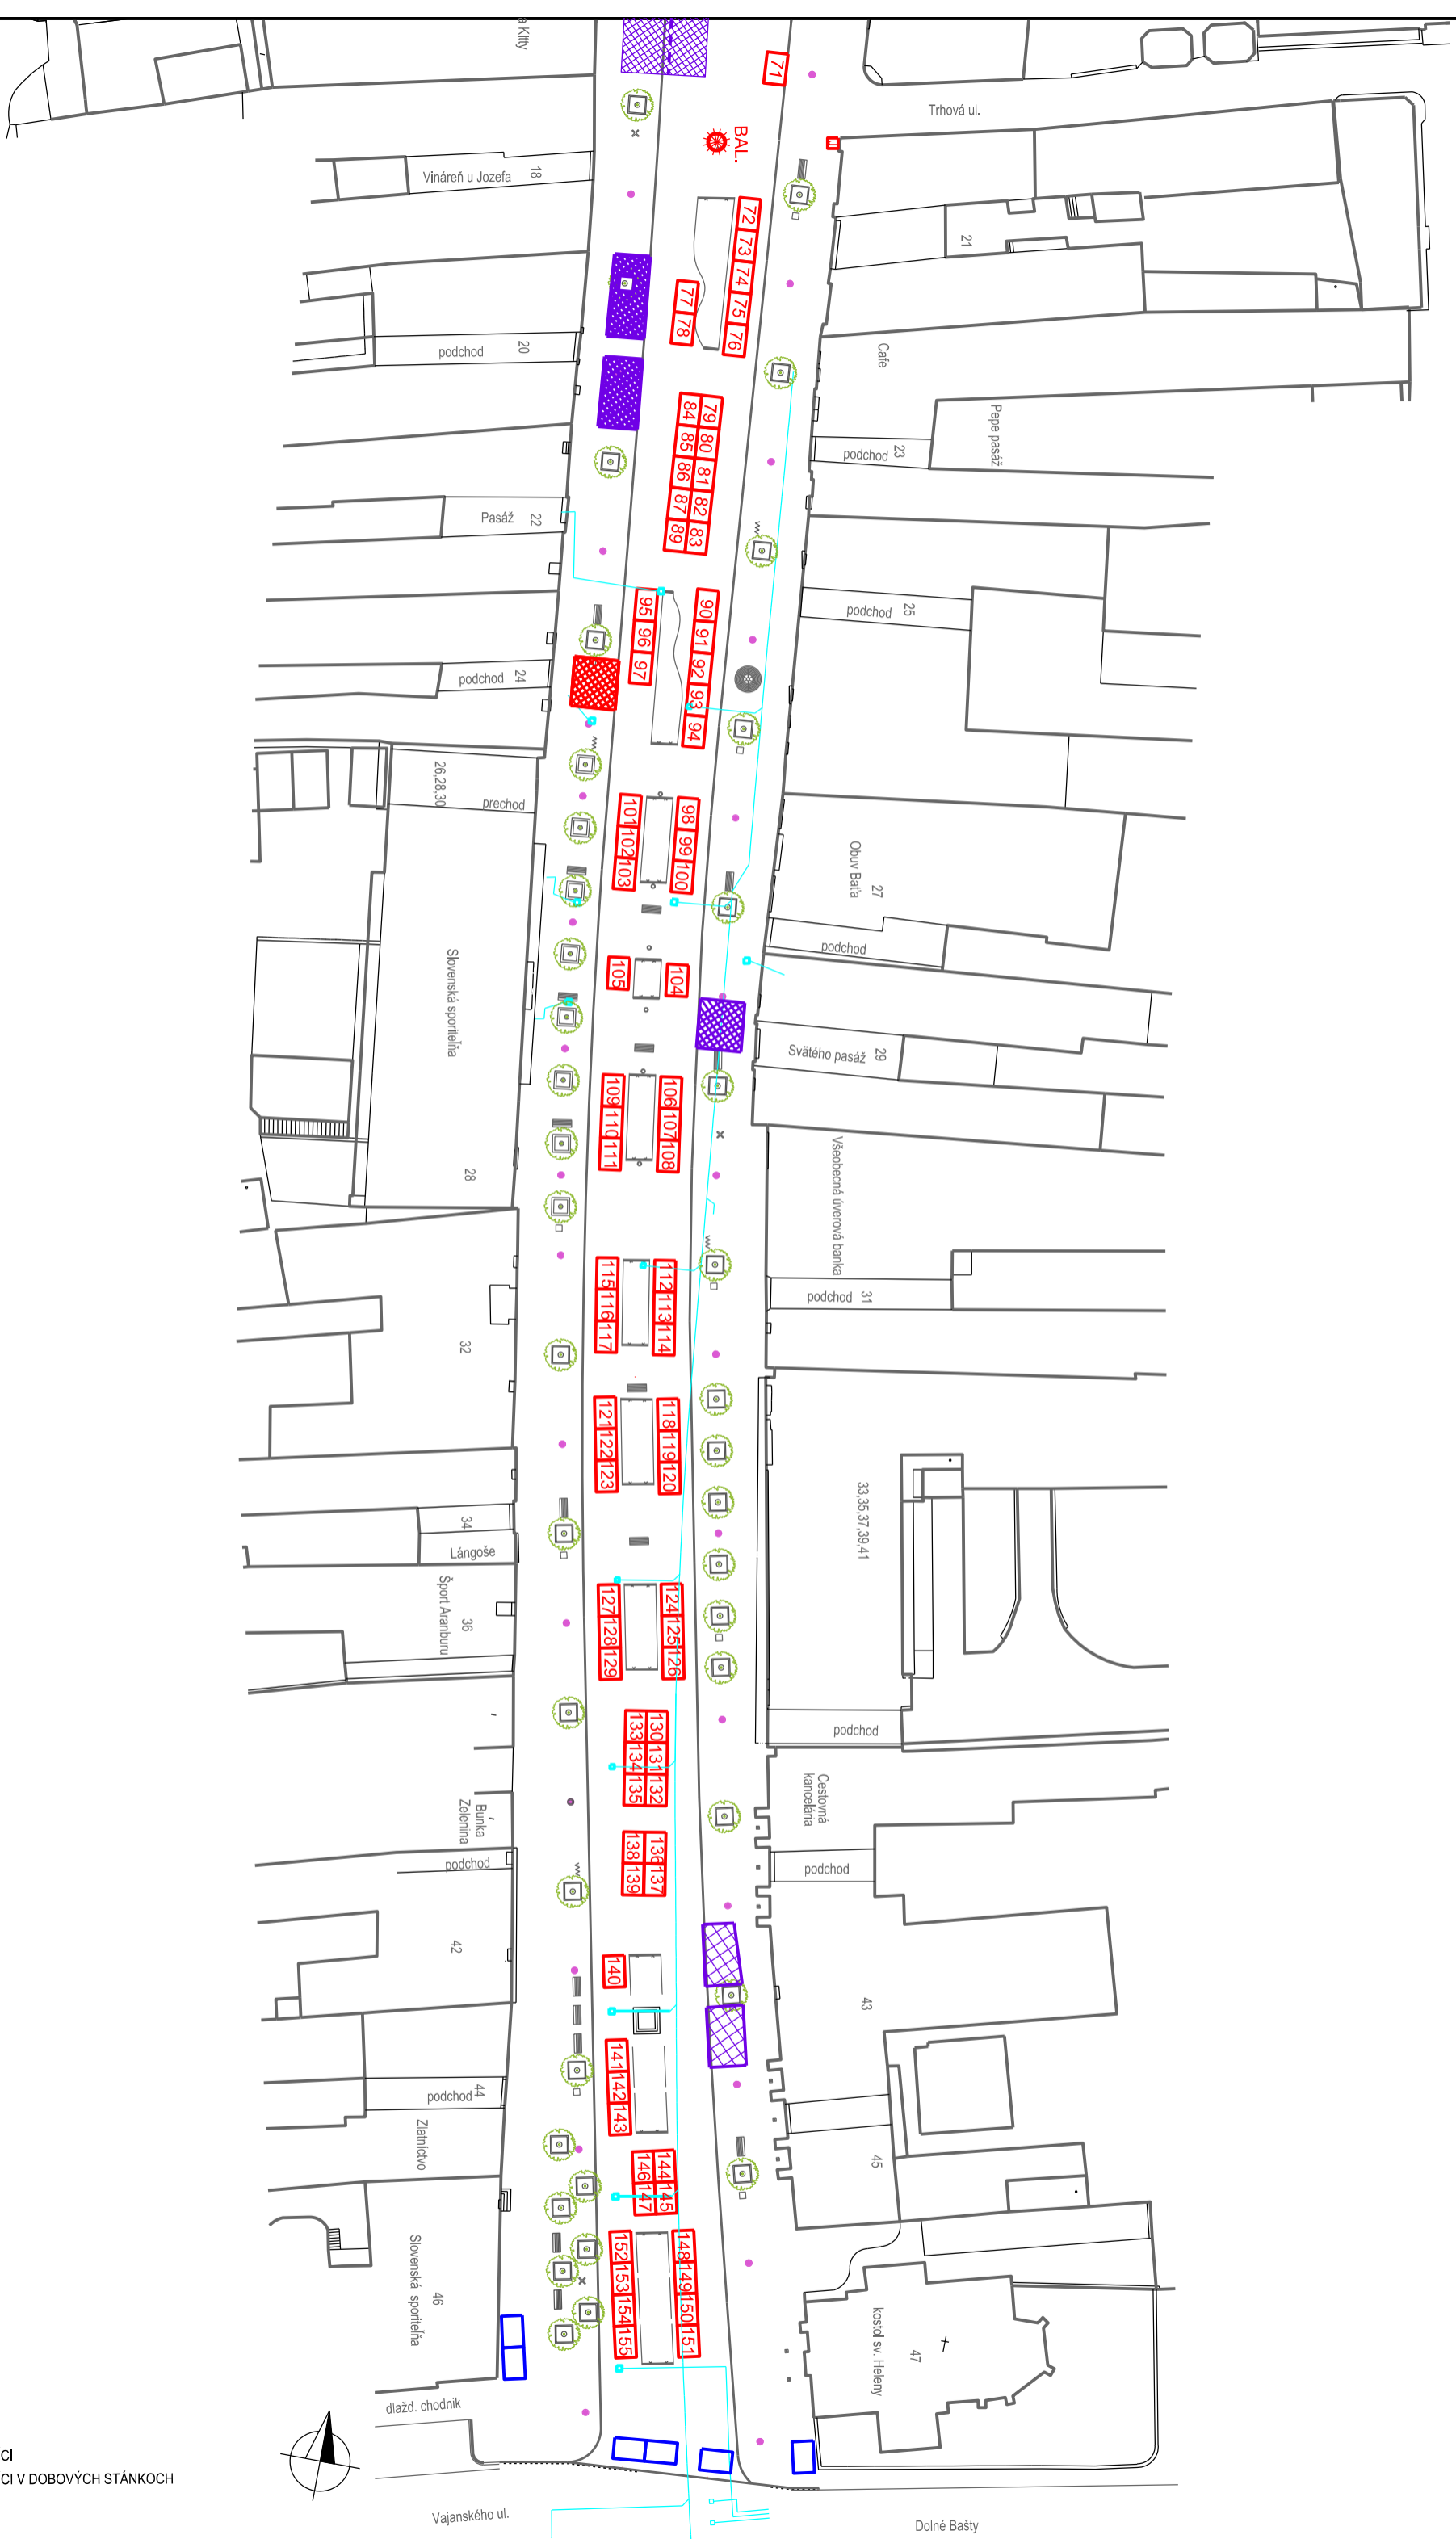 a Kitty
71
Trhová ul.
BAL.
18
Vináreň u Jozefa
72
73
74
75
76
77
78
21
20
podchod
Cafe
Pepe pasáž
79
80
81
82
83
84
85
86
87
89
23
podchod
22
Pasáž
90
91
92
93
94
95
96
97
25
podchod
24
podchod
26,28,30
prechod
98
99
100
101
102
103
27
Obuv Baťa
podchod
Slovenská sporiteľňa
104
105
29
Svätého pasáž
106
107
108
109
110
111
28
Všeobecná úverová banka
31
podchod
112
113
114
115
116
117
32
118
119
120
121
122
123
33,35,37,39,41
34
Lángoše
36
Šport Aranburu
124
125
126
127
128
129
podchod
130
131
132
133
134
135
Cestovná
kancelária
Bunka
Zelenina
podchod
136
137
138
139
podchod
42
140
43
141
142
143
44
podchod
Zlatníctvo
45
144
145
146
147
148
149
150
151
152
153
154
155
46
Slovenská sporiteľňa
47
kostol sv. Heleny
dlažd. chodnik
CI
CI V DOBOVÝCH STÁNKOCH
Vajanského ul.
Dolné Bašty